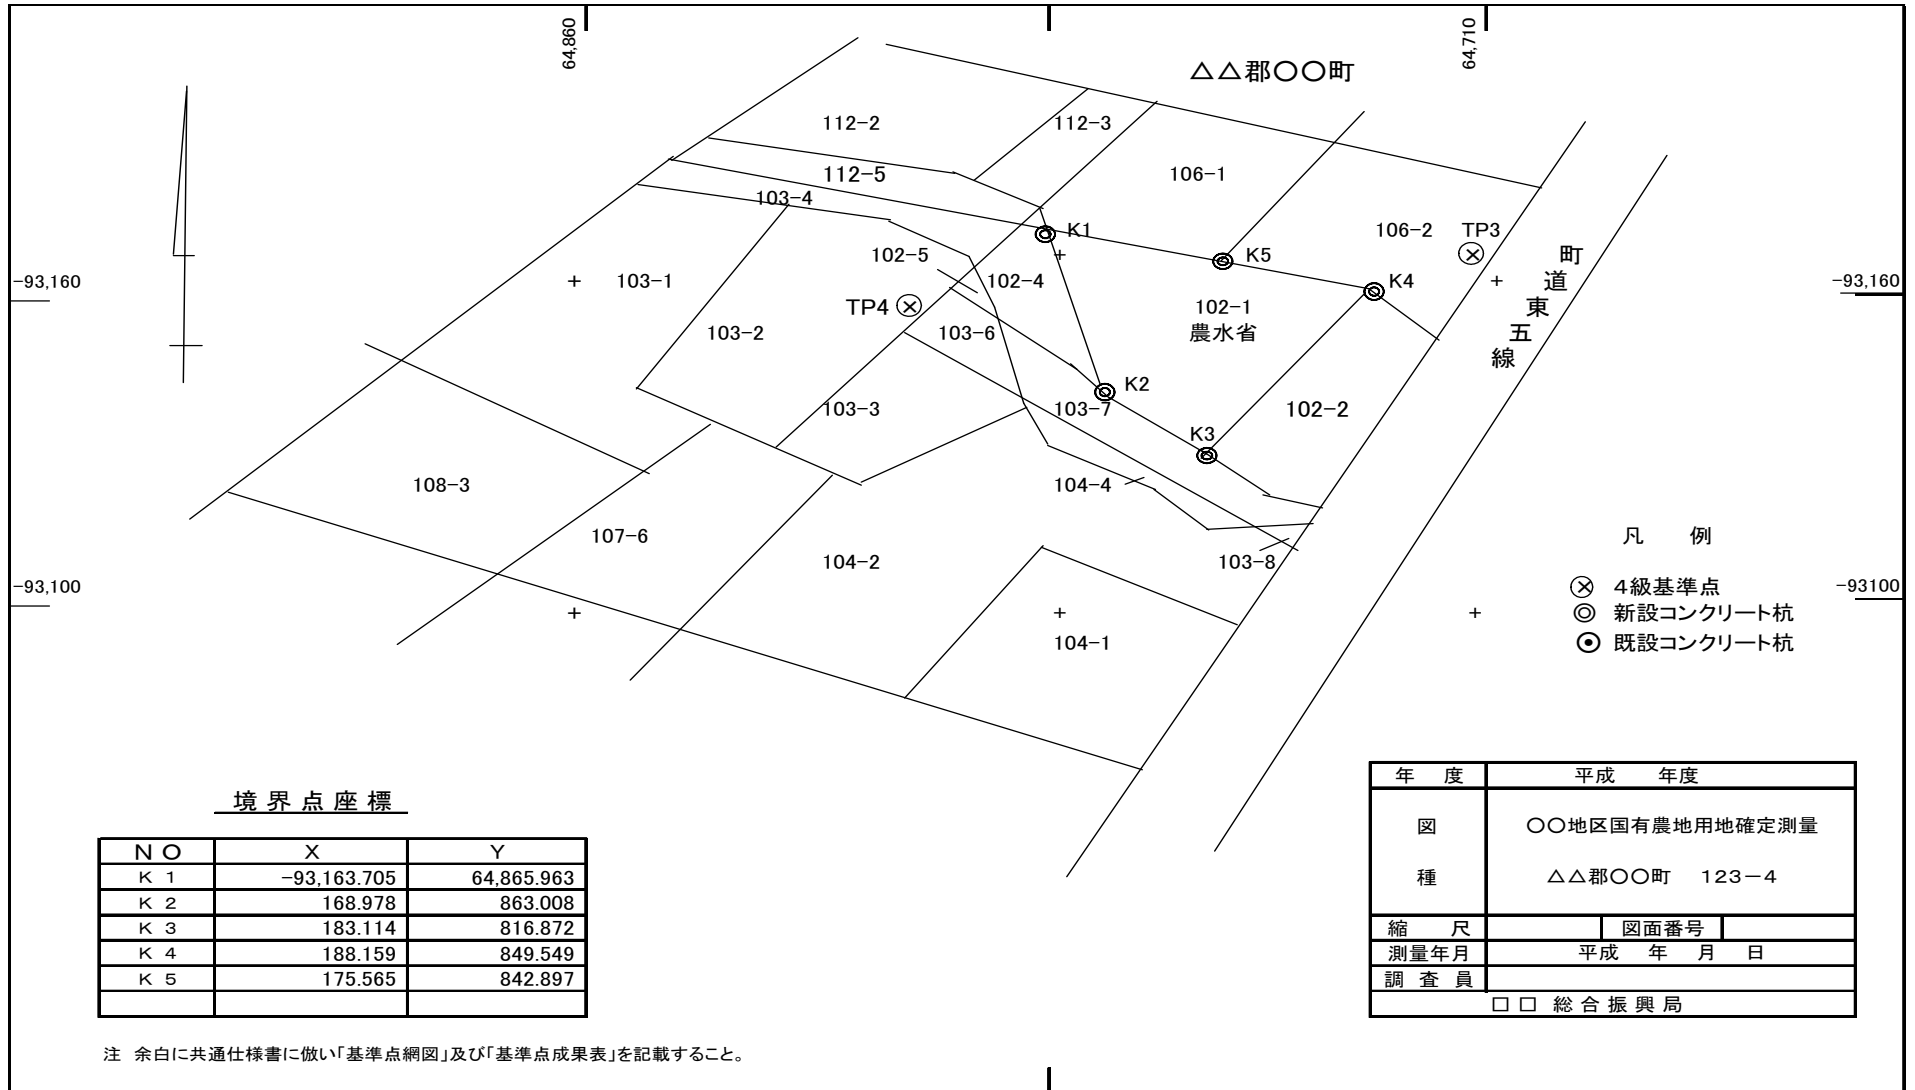 64,860
64,710
△△郡○○町
112-2
112-3
112-5
106-1
103-4
K1
106-2
TP3
102-5
K5
町道東五線
-93,160
103-1
102-4
K4
-93,160
TP4
102-1
農水省
103-2
103-6
K2
103-3
103-7
102-2
K3
108-3
104-4
107-6
104-2
103-8
凡 例
-93,100
4級基準点
-93100
新設コンクリート杭
104-1
既設コンクリート杭
境界点座標
NO X Y
K 1 -93,163.705 64,865.963
K 2 168.978 863.008
K 3 183.114 816.872
K 4 188.159 849.549
K 5 175.565 842.897
年 度 平成 年度
図種 ○○地区国有農地用地確定測量
△△郡○○町 123-4
縮 尺 図面番号
測量年月 平成 年 月 日
調 査 員
□ □ 総 合 振 興 局
注 余白に共通仕様書に倣い「基準点網図」及び「基準点成果表」を記載すること。